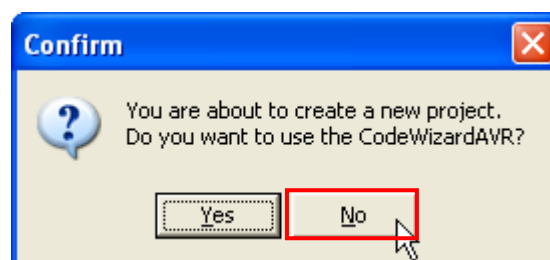 Confirm
You are about to create a new project.
Do you want to use the CodeWizardAVR?
Yes No